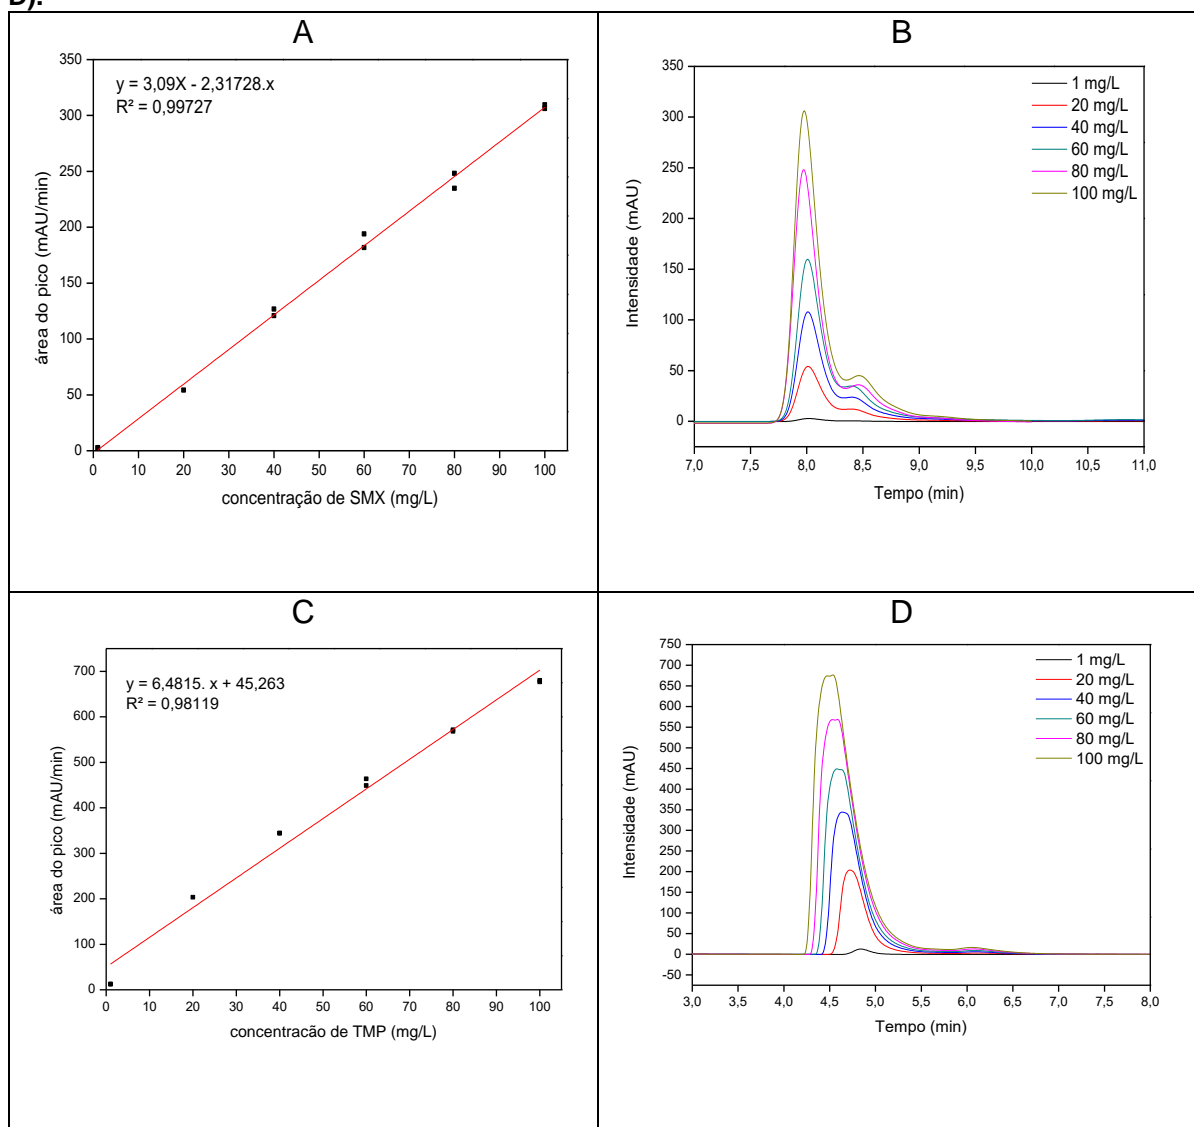 D).
A
350
300
250
200
150
100
50
0
y = 3,09X - 2,31728.x
R² = 0,99727
área do pico (mAU/min)
0 10 20 30 40 50 60 70 80 90 100
concentração de SMX (mg/L)
B
350
300
250
200
150
100
50
0
1 mg/L
20 mg/L
40 mg/L
60 mg/L
80 mg/L
100 mg/L
Intensidade (mAU)
7,0 7,5 8,0 8,5 9,0 9,5 10,0 10,5 11,0
Tempo (min)
C
700
600
500
400
300
200
100
0
y = 6,4815. x + 45,263
R² = 0,98119
área do pico (mAU/min)
0 10 20 30 40 50 60 70 80 90 100
concentracão de TMP (mg/L)
D
750
700
650
600
550
500
450
400
350
300
250
200
150
100
50
0
-50
1 mg/L
20 mg/L
40 mg/L
60 mg/L
80 mg/L
100 mg/L
Intensidade (mAU)
3,0 3,5 4,0 4,5 5,0 5,5 6,0 6,5 7,0 7,5 8,0
Tempo (min)